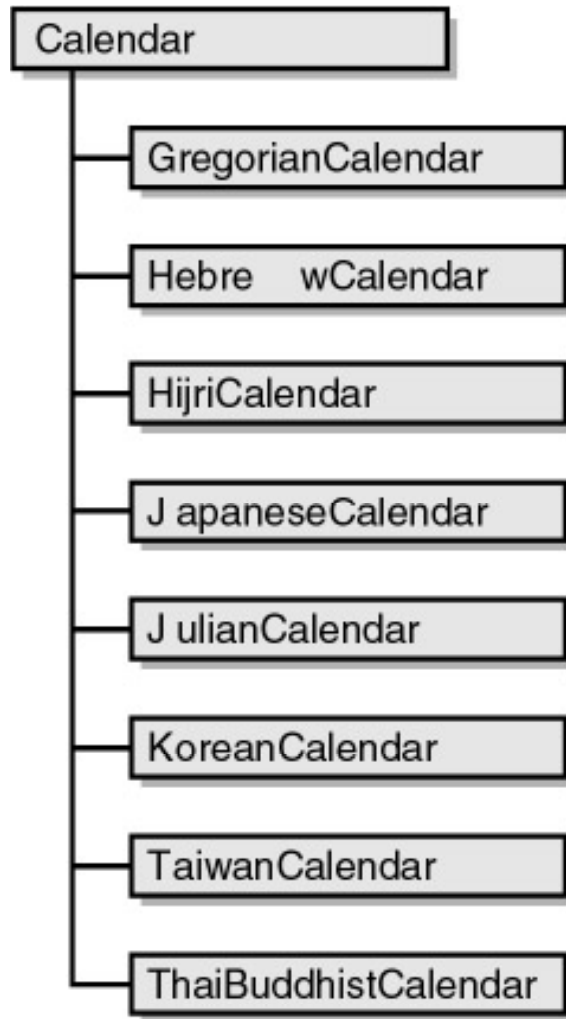 Calendar
GregorianCalendar
Hebre wCalendar
HijriCalendar
J apaneseCalendar
J ulianCalendar
KoreanCalendar
TaiwanCalendar
ThaiBuddhistCalendar